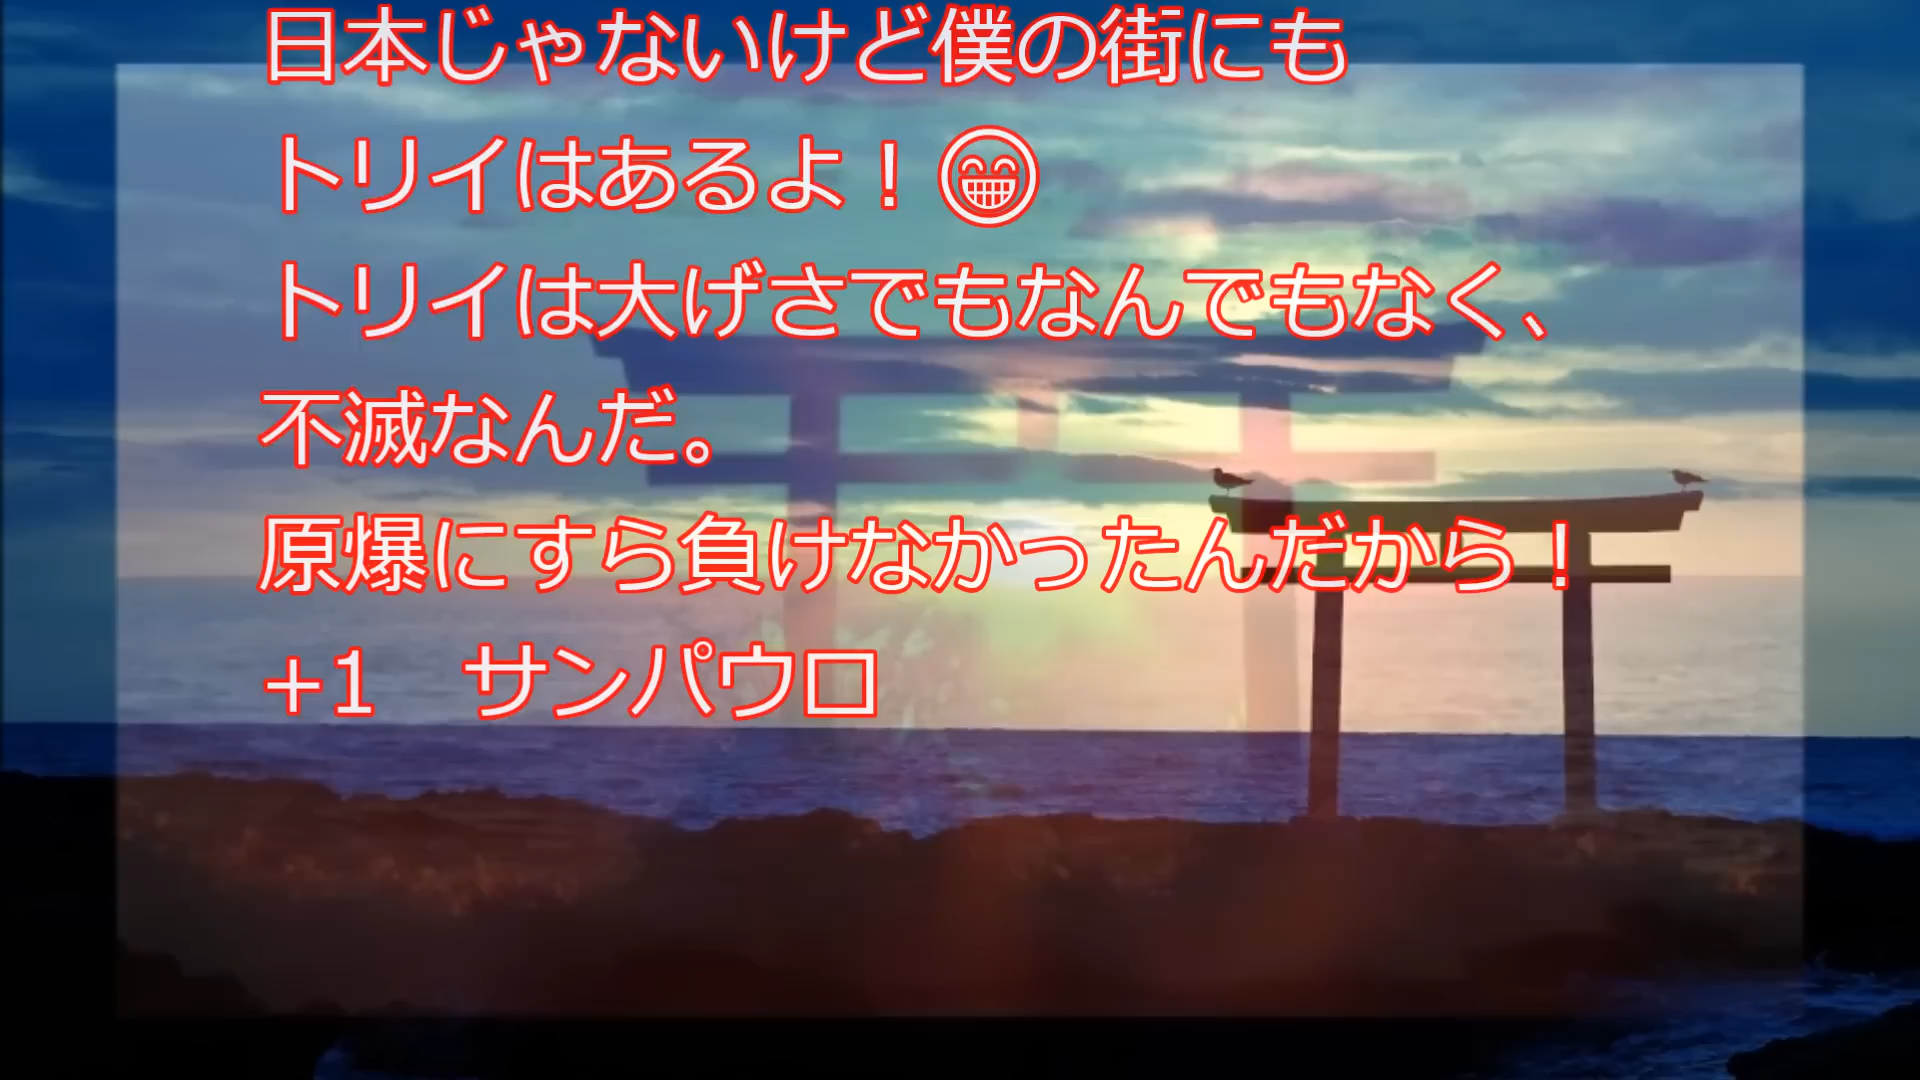 日本じゃないけど僕の街にも
トリイはあるよ！😁
トリイは大げさでもなんでもなく、
不滅なんだ。
原爆にすら負けなかったんだから！
+1　サンパウロ